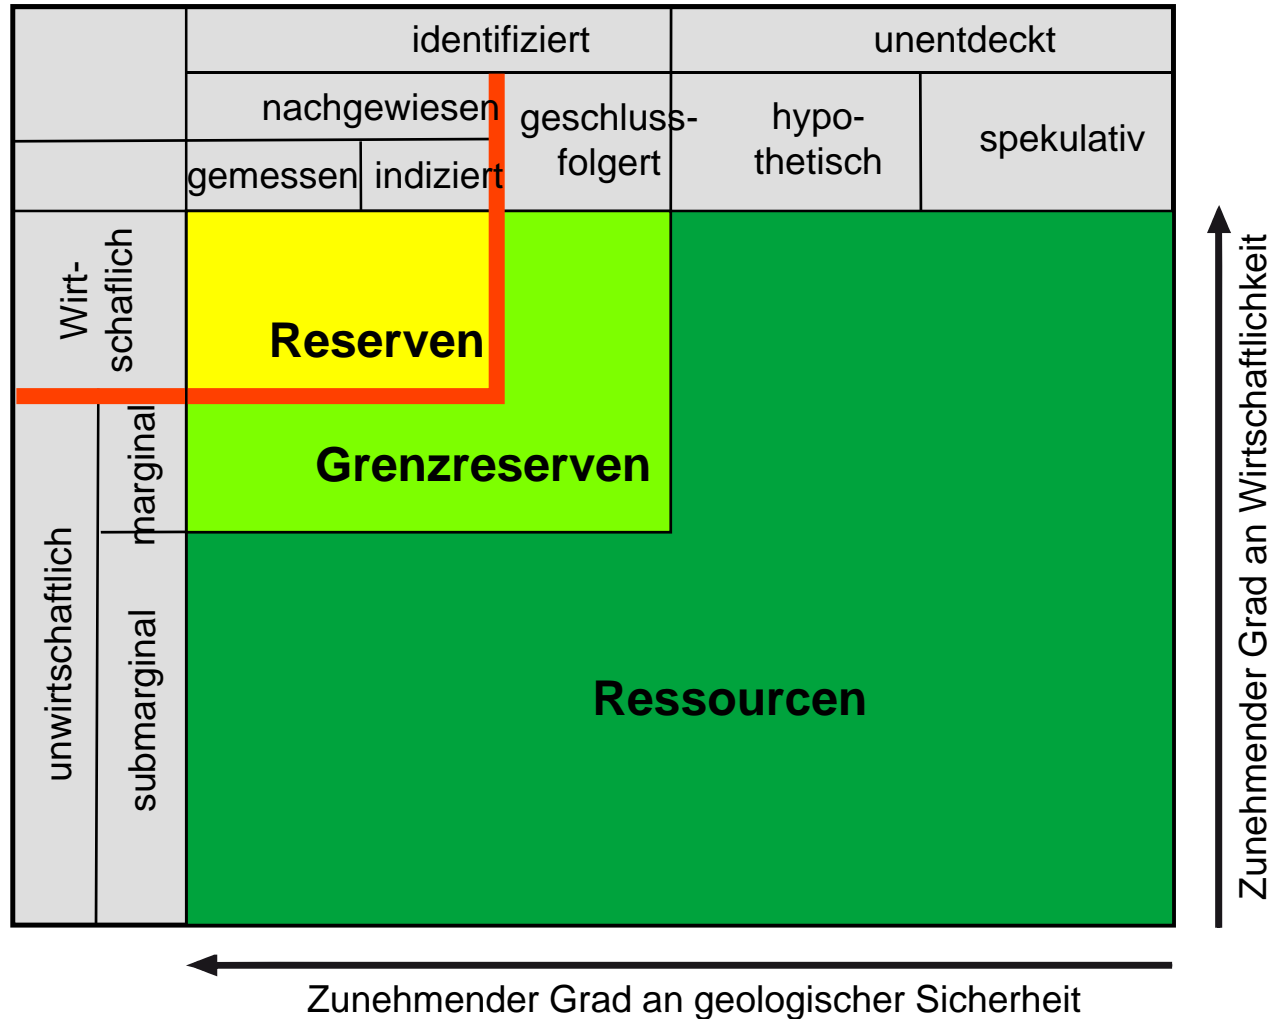 identifiziert
unentdeckt
nachgewiesen
geschluss-
folgert
hypo-
thetisch
spekulativ
gemessen
indiziert
Wirt-
schaflich
Reserven
marginal
Grenzreserven
unwirtschaftlich
submarginal
Ressourcen
Zunehmender Grad an Wirtschaftlichkeit
Zunehmender Grad an geologischer Sicherheit